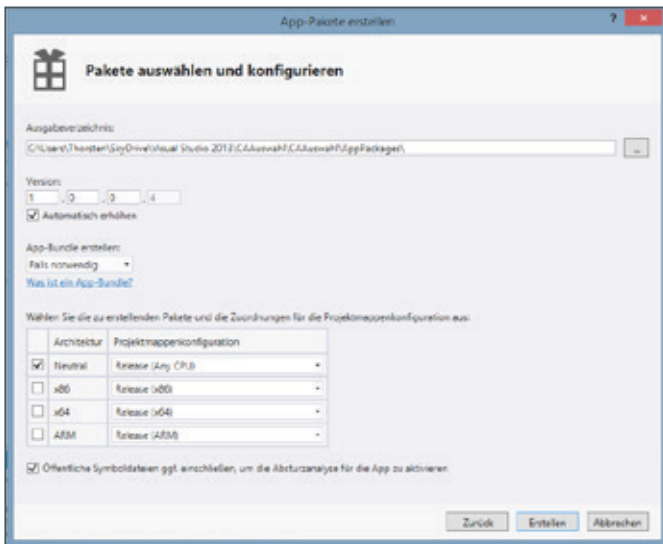 App-Pakete erstellen
?
Pakete auswählen und konfigurieren
Ausgabeverzeichnis:
C:\Users\Thorsten\SkyDrive\Visual Studio 2013\CAAuswahl\CAAuswahl\AppPackages\
...
Version:
1 . 0 . 0 . 4
Automatisch erhöhen
App-Bundle erstellen:
Falls notwendig
Was ist ein App-Bundle?
Wählen Sie die zu erstellenden Pakete und die Zuordnungen für die Projektmappenkonfiguration aus:
Architektur Projektmappenkonfiguration
Neutral Release (Any CPU)
x86 Release (x86)
x64 Release (x64)
ARM Release (ARM)
Öffentliche Symboldateien ggf. einschließen, um die Absturzanalyse für die App zu aktivieren
Zurück Erstellen Abbrechen